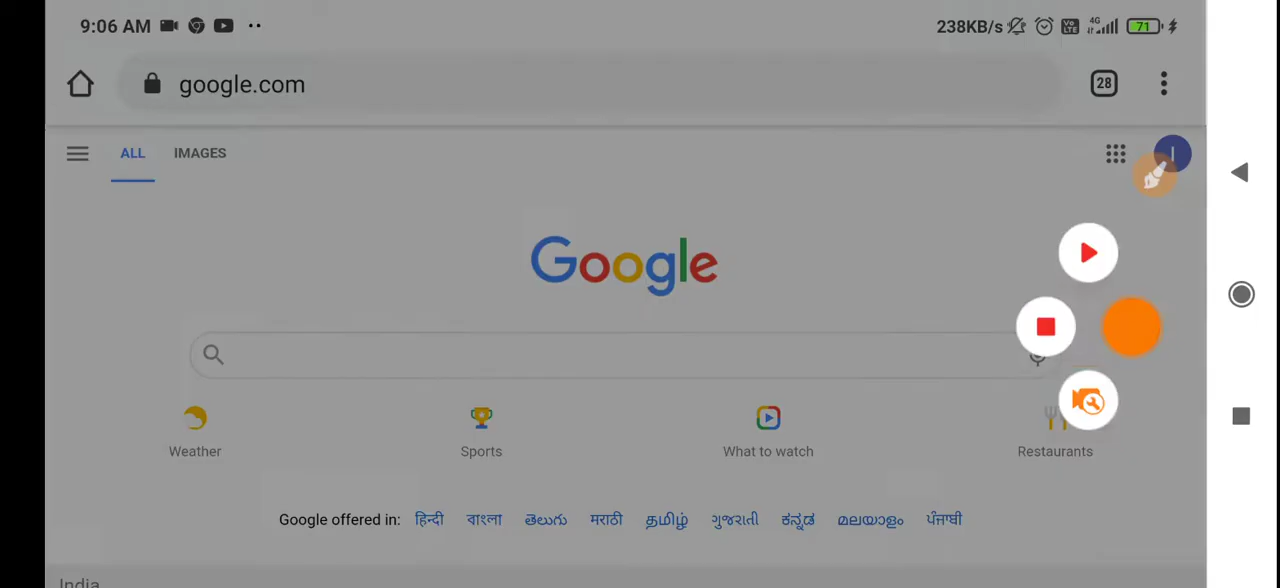 9:06 AM 238KB/s 4G 71
google.com 28
ALL IMAGES
Google
Weather Sports What to watch Restaurants
Google offered in: हिन्दी বাংলা తెలుగు मराठी தமிழ் ગુજરાતી ಕನ್ನಡ മലയാളം ਪੰਜਾਬੀ
India